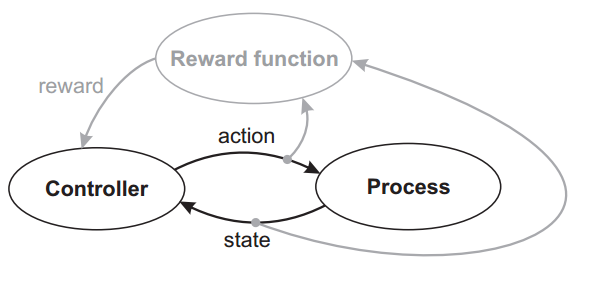 Reward function
reward
action
Controller
Process
state